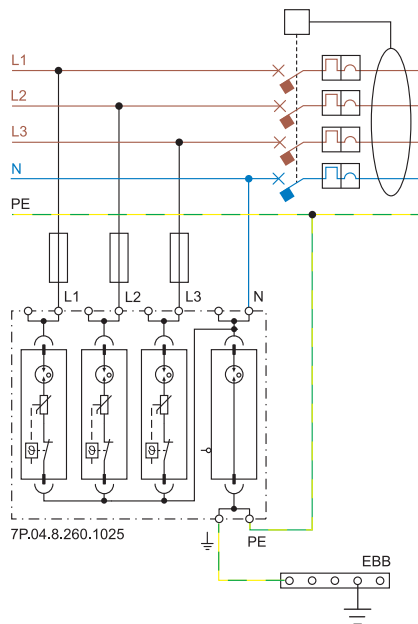 L1
L2
L3
N
PE
L1 L2 L3 N
ϑ ϑ ϑ
7P.04.8.260.1025
PE
EBB